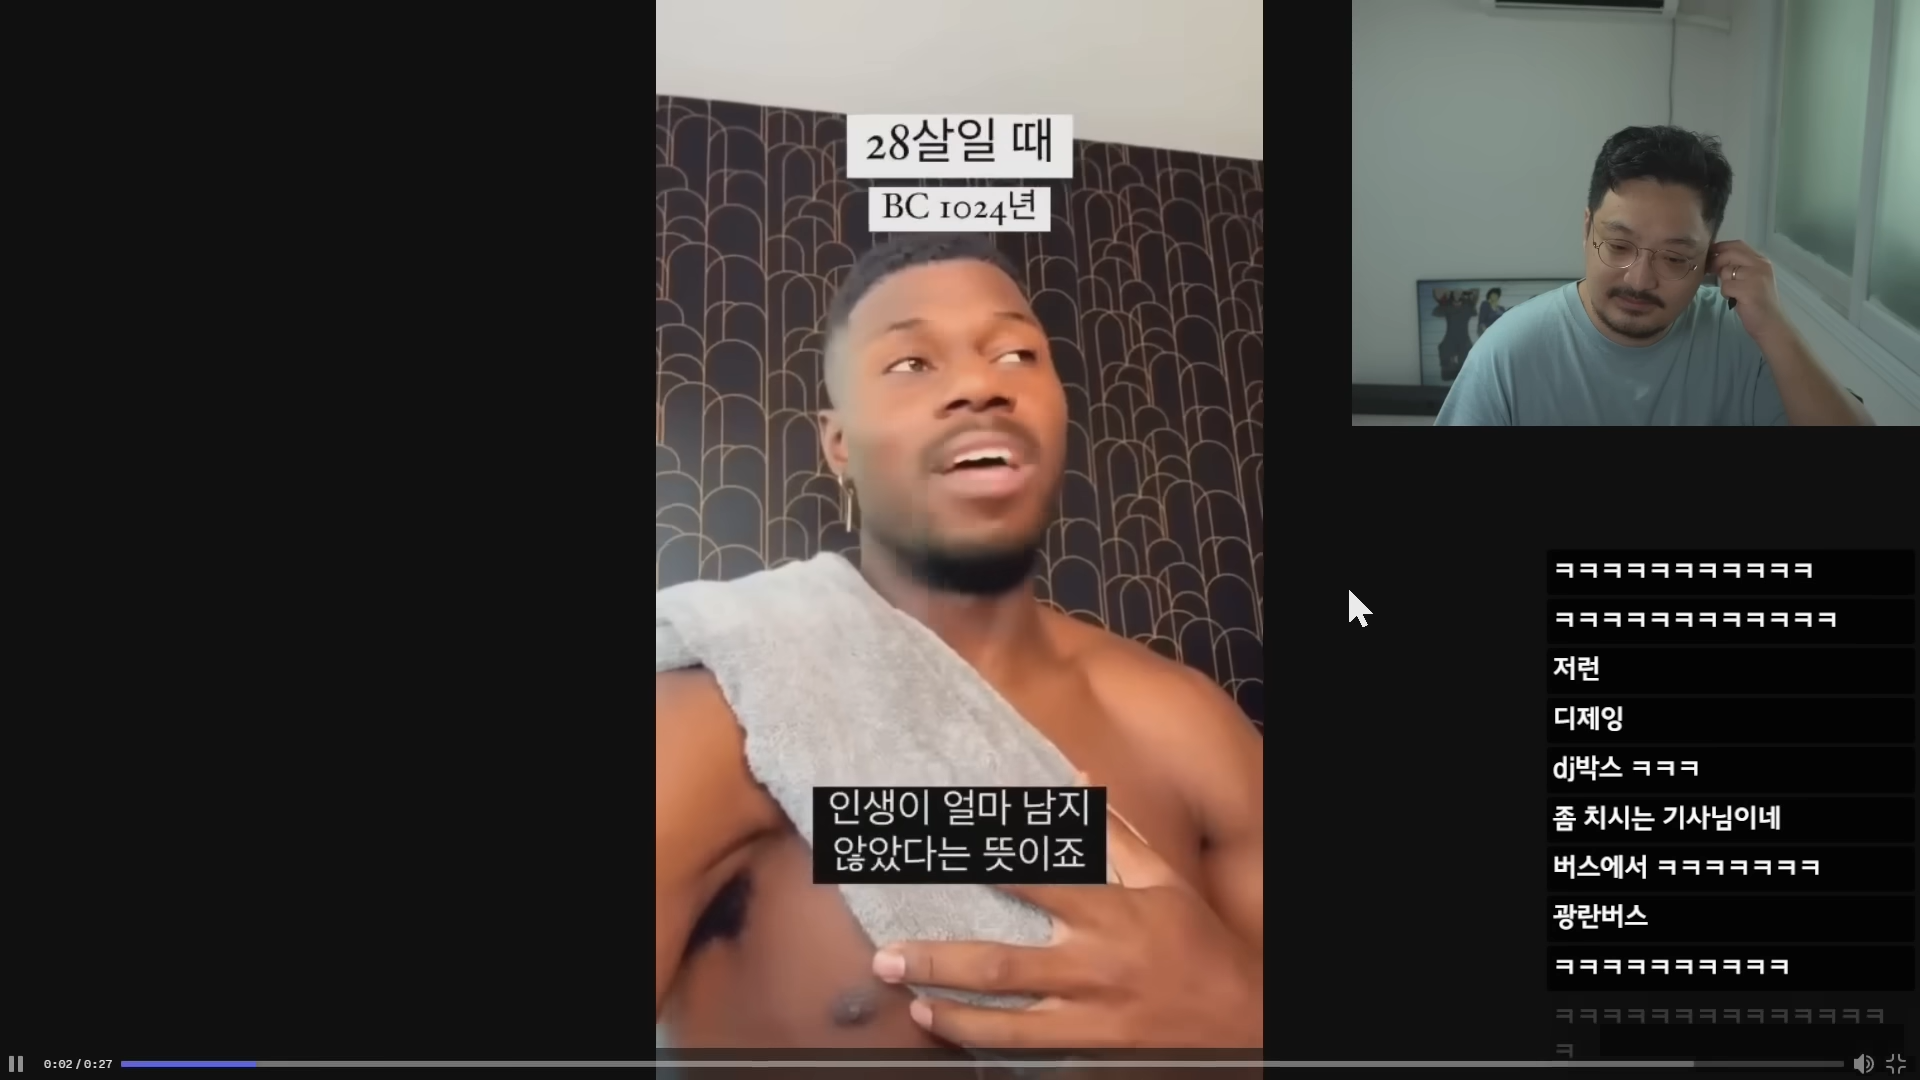 28살일 때
BC 1024년
인생이 얼마 남지
않았다는 뜻이죠
ㅋㅋㅋㅋㅋㅋㅋㅋㅋㅋㅋ
ㅋㅋㅋㅋㅋㅋㅋㅋㅋㅋㅋㅋ
저런
디제잉
dj박스 ㅋㅋㅋ
좀 치시는 기사님이네
버스에서 ㅋㅋㅋㅋㅋㅋㅋ
광란버스
ㅋㅋㅋㅋㅋㅋㅋㅋㅋㅋ
ㅋㅋㅋㅋㅋㅋㅋㅋㅋㅋㅋㅋㅋㅋ
ㅋ
0:02 / 0:27